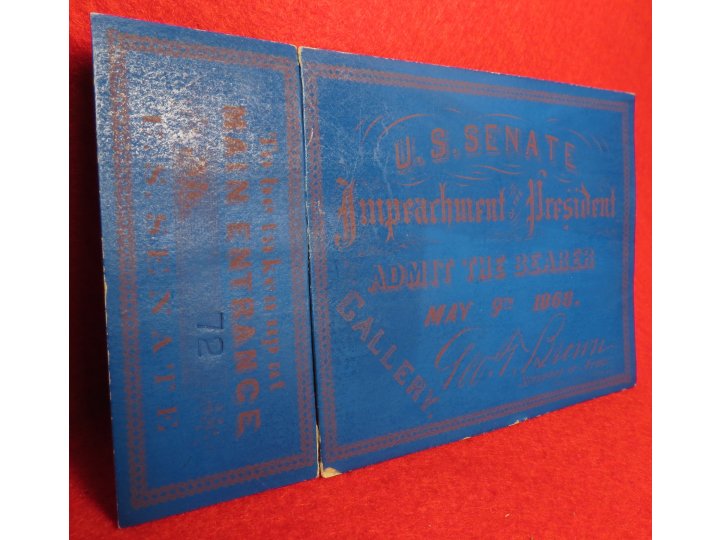 To be taken up at
MAIN ENTRANCE
72
U.S. SENATE
U.S. SENATE
Impeachment OF THE President
ADMIT THE BEARER
MAY 9TH 1868.
GALLERY.
Geo. T. Brown